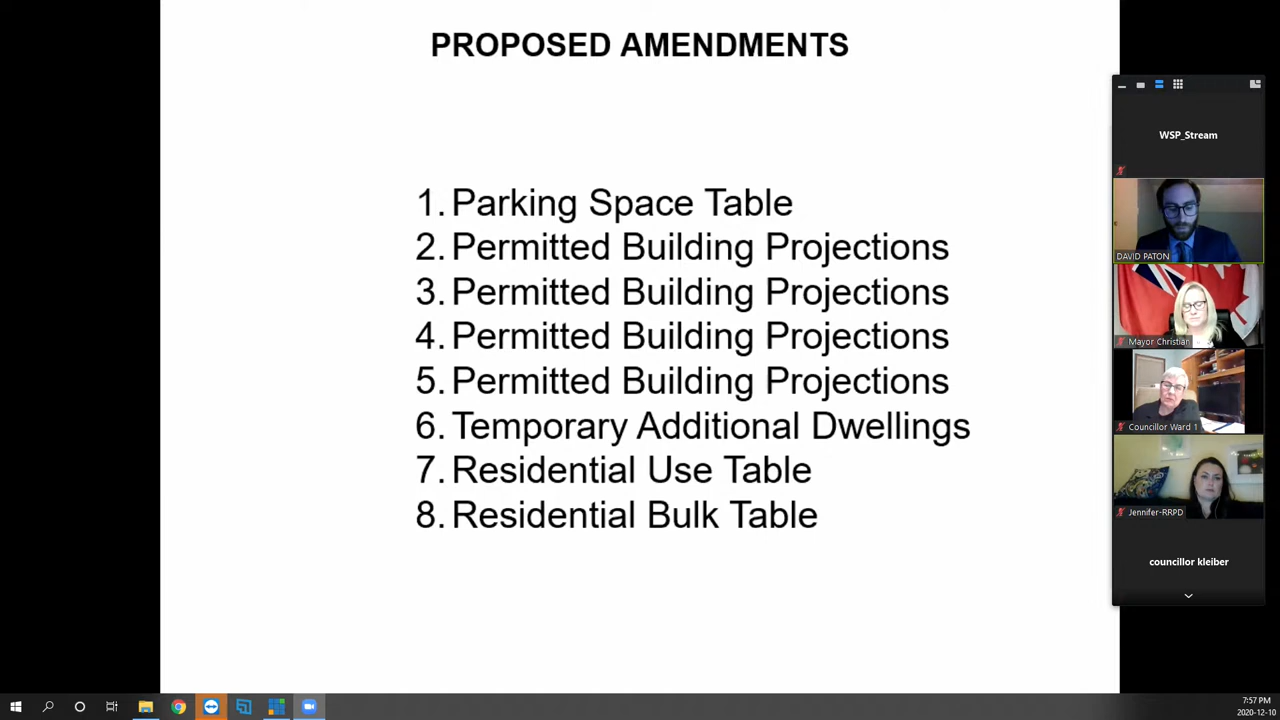 PROPOSED AMENDMENTS
1. Parking Space Table
2. Permitted Building Projections
3. Permitted Building Projections
4. Permitted Building Projections
5. Permitted Building Projections
6. Temporary Additional Dwellings
7. Residential Use Table
8. Residential Bulk Table
WSP_Stream
DAVID PATON
Mayor Christian
Councillor Ward 1
Jennifer-RRPD
councillor kleiber
7:57 PM
2020-12-10